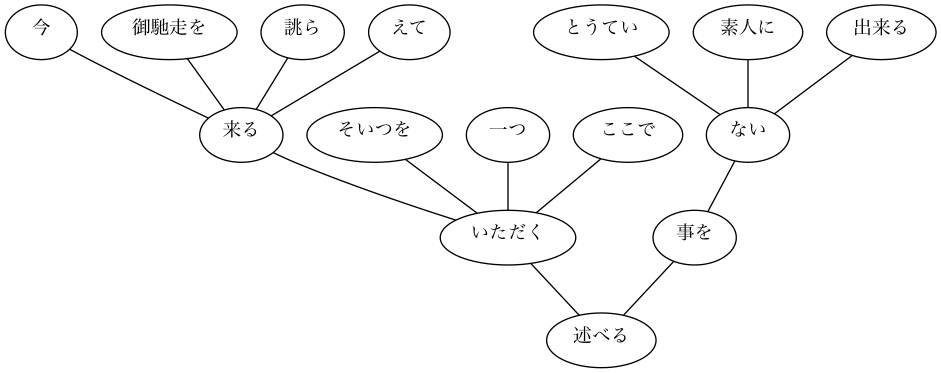 今 御馳走を 誂ら えて とうてい 素人に 出来る
来る そいつを 一つ ここで ない
いただく 事を
述べる